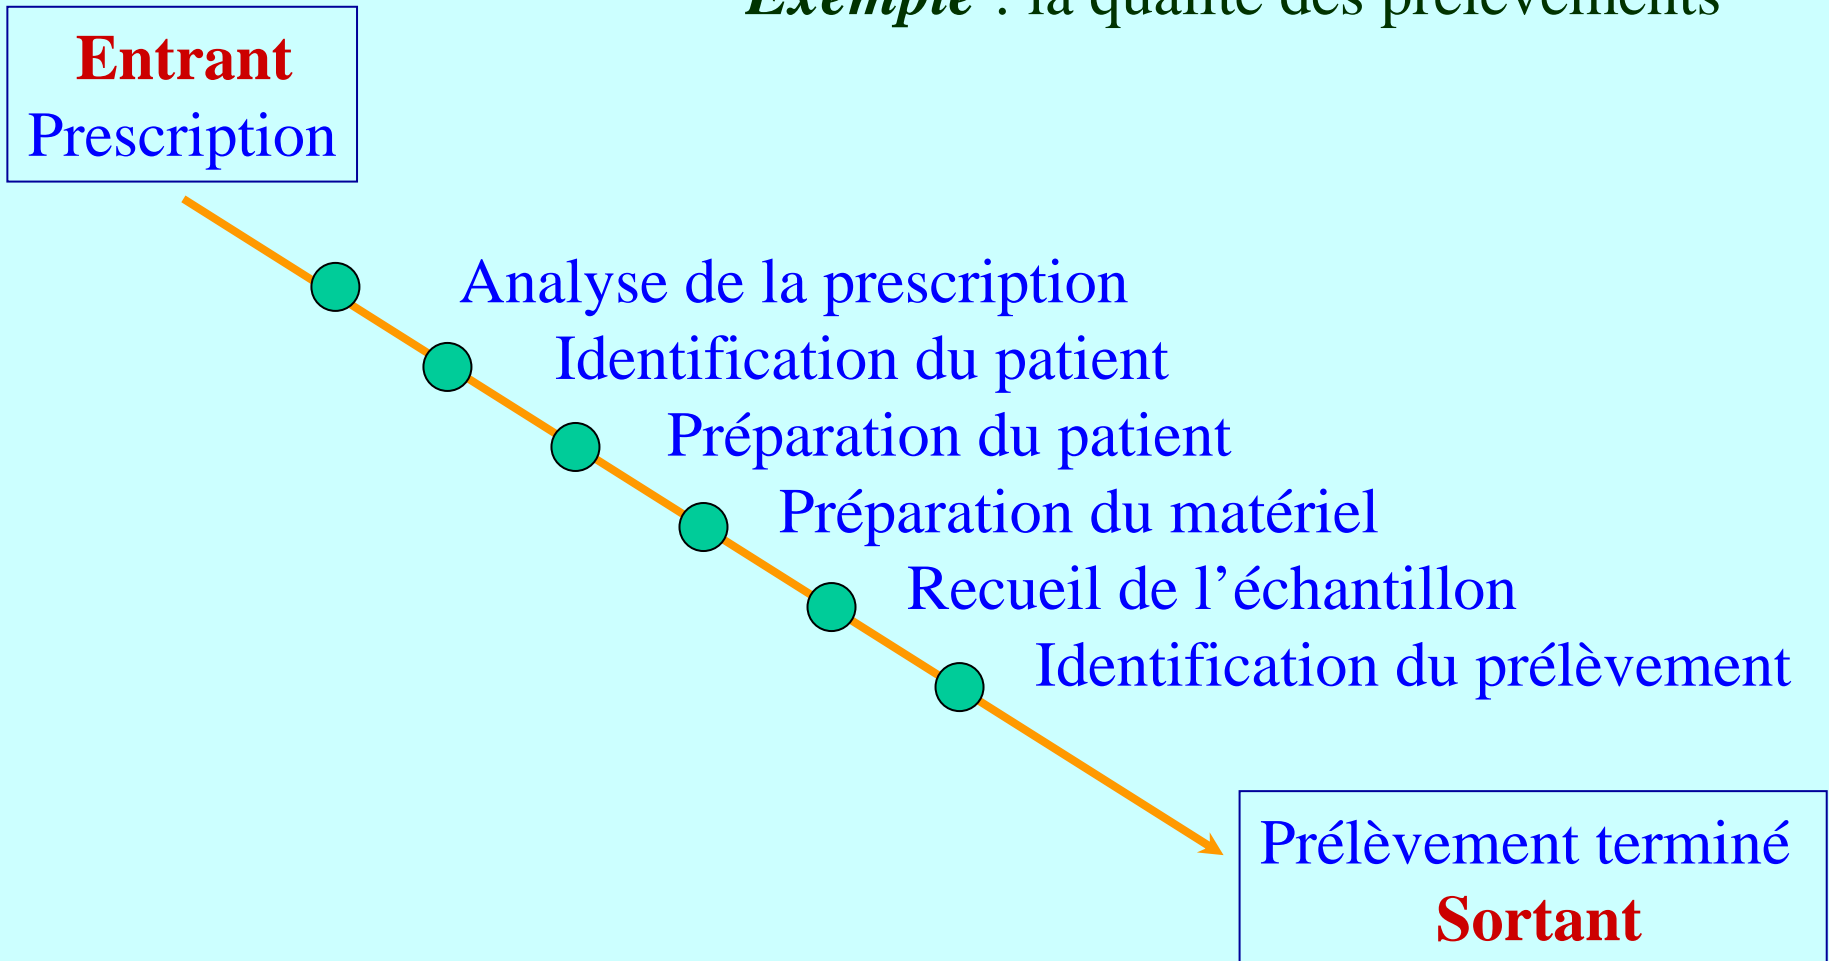 Exemple : la qualité des prélèvements
Entrant
Prescription
Analyse de la prescription
Identification du patient
Préparation du patient
Préparation du matériel
Recueil de l’échantillon
Identification du prélèvement
Prélèvement terminé
Sortant